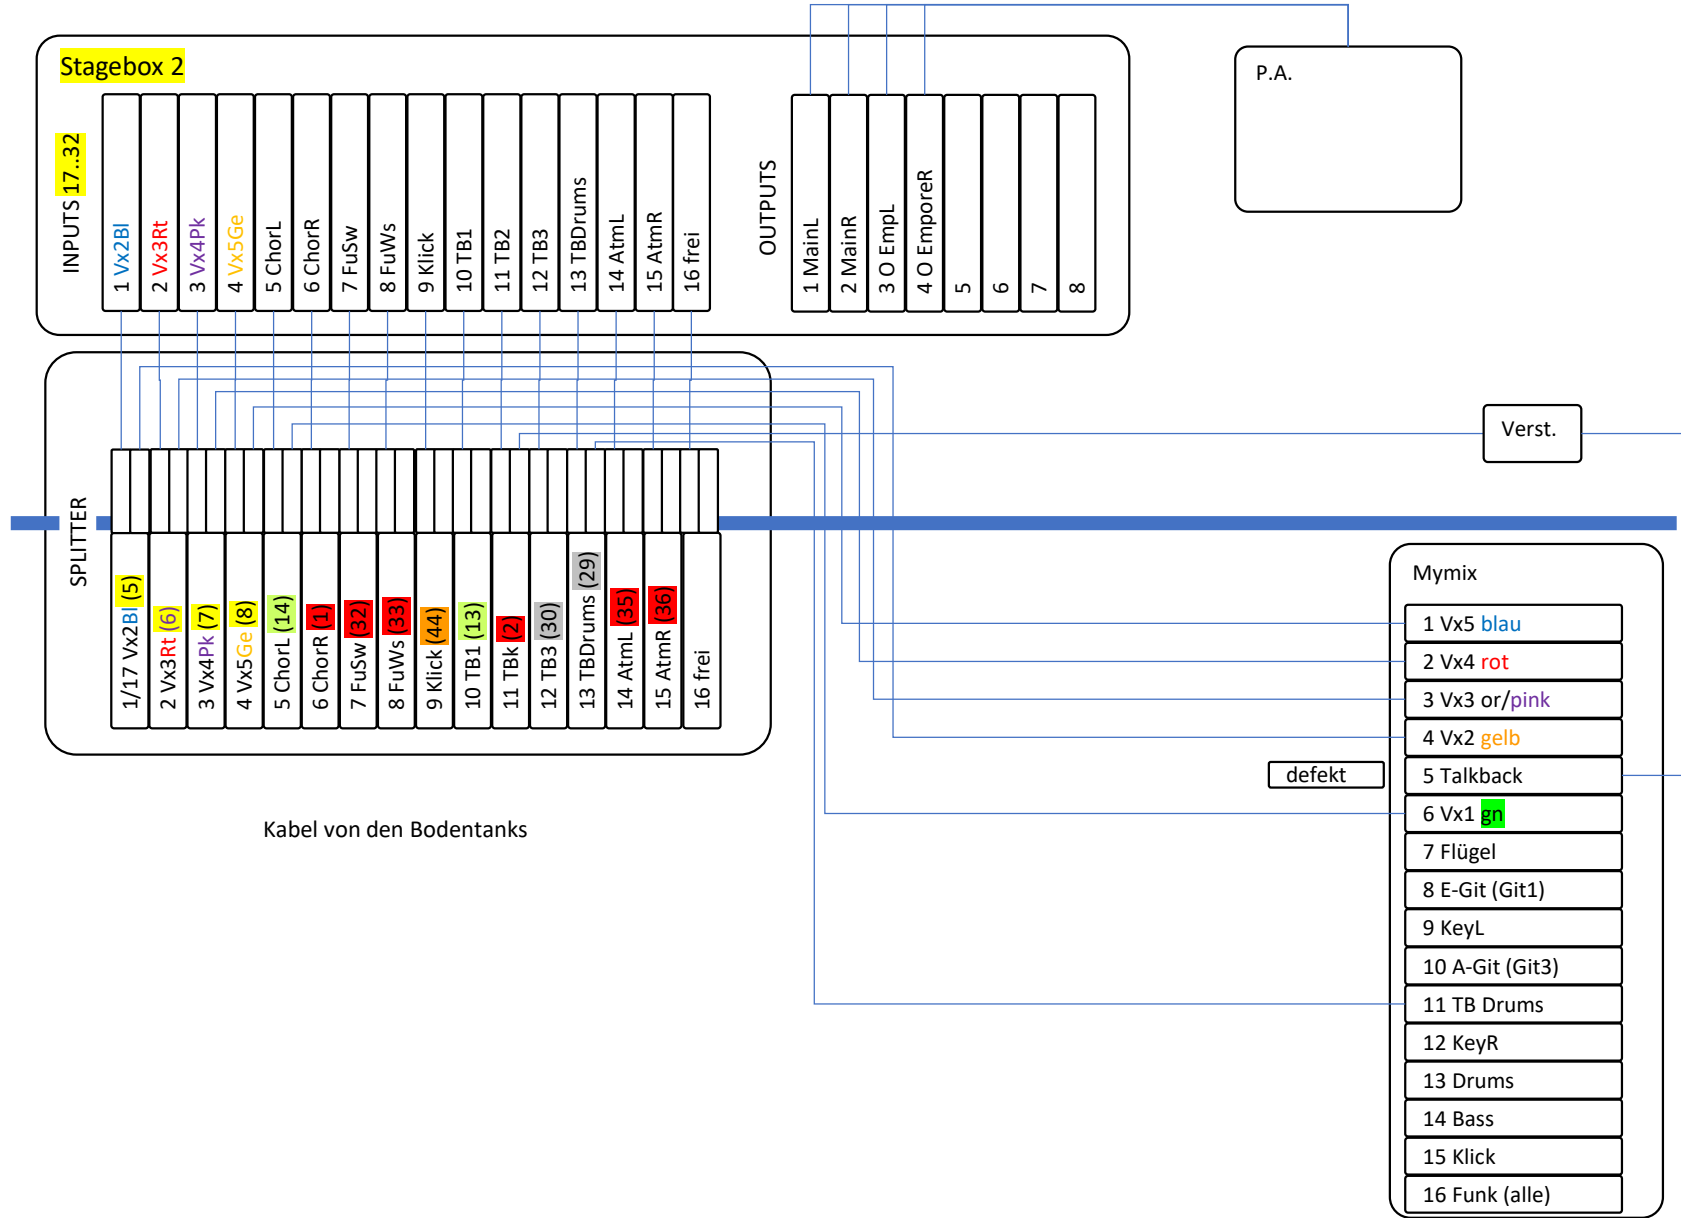 Stagebox 2
INPUTS 17..32
1 Vx2Bl
2 Vx3Rt
3 Vx4Pk
4 Vx5Ge
5 ChorL
6 ChorR
7 FuSw
8 FuWs
9 Klick
10 TB1
11 TB2
12 TB3
13 TBDrums
14 AtmL
15 AtmR
16 frei
OUTPUTS
1 MainL
2 MainR
3 O EmpL
4 O EmporeR
5
6
7
8
P.A.
SPLITTER
1/17 Vx2Bl (5)
2 Vx3Rt (6)
3 Vx4Pk (7)
4 Vx5Ge (8)
5 ChorL (14)
6 ChorR (1)
7 FuSw (32)
8 FuWs (33)
9 Klick (44)
10 TB1 (13)
11 TBk (2)
12 TB3 (30)
13 TBDrums (29)
14 AtmL (35)
15 AtmR (36)
16 frei
Kabel von den Bodentanks
Verst.
defekt
Mymix
1 Vx5 blau
2 Vx4 rot
3 Vx3 or/pink
4 Vx2 gelb
5 Talkback
6 Vx1 gn
7 Flügel
8 E-Git (Git1)
9 KeyL
10 A-Git (Git3)
11 TB Drums
12 KeyR
13 Drums
14 Bass
15 Klick
16 Funk (alle)